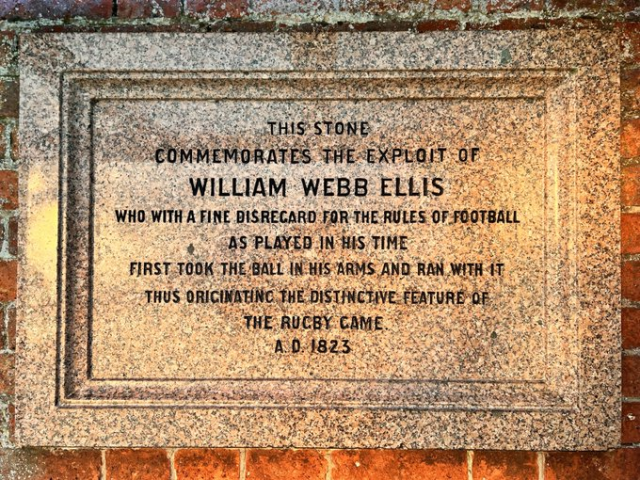 THIS STONE
COMMEMORATES THE EXPLOIT OF
WILLIAM WEBB ELLIS
WHO WITH A FINE DISREGARD FOR THE RULES OF FOOTBALL
AS PLAYED IN HIS TIME
FIRST TOOK THE BALL IN HIS ARMS AND RAN WITH IT
THUS ORIGINATING THE DISTINCTIVE FEATURE OF
THE RUGBY GAME.
A.D. 1823